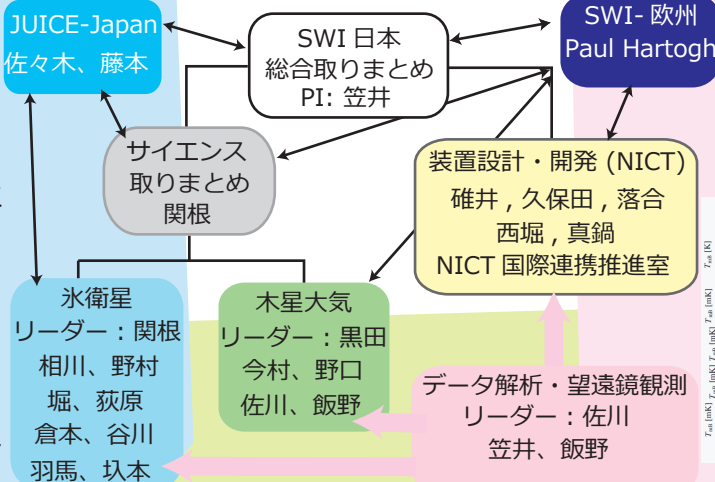 JUICE-Japan
佐々木、藤本
SWI 日本
総合取りまとめ
PI: 笠井
SWI- 欧州
Paul Hartogh
サイエンス
取りまとめ
関根
装置設計・開発 (NICT)
碓井 , 久保田 , 落合
西堀 , 真鍋
NICT 国際連携推進室
氷衛星
リーダー：関根
相川、野村
堀、荻原
倉本、谷川
羽馬、圦本
木星大気
リーダー：黒田
今村、野口
佐川、飯野
データ解析・望遠鏡観測
リーダー：佐川
笠井、飯野